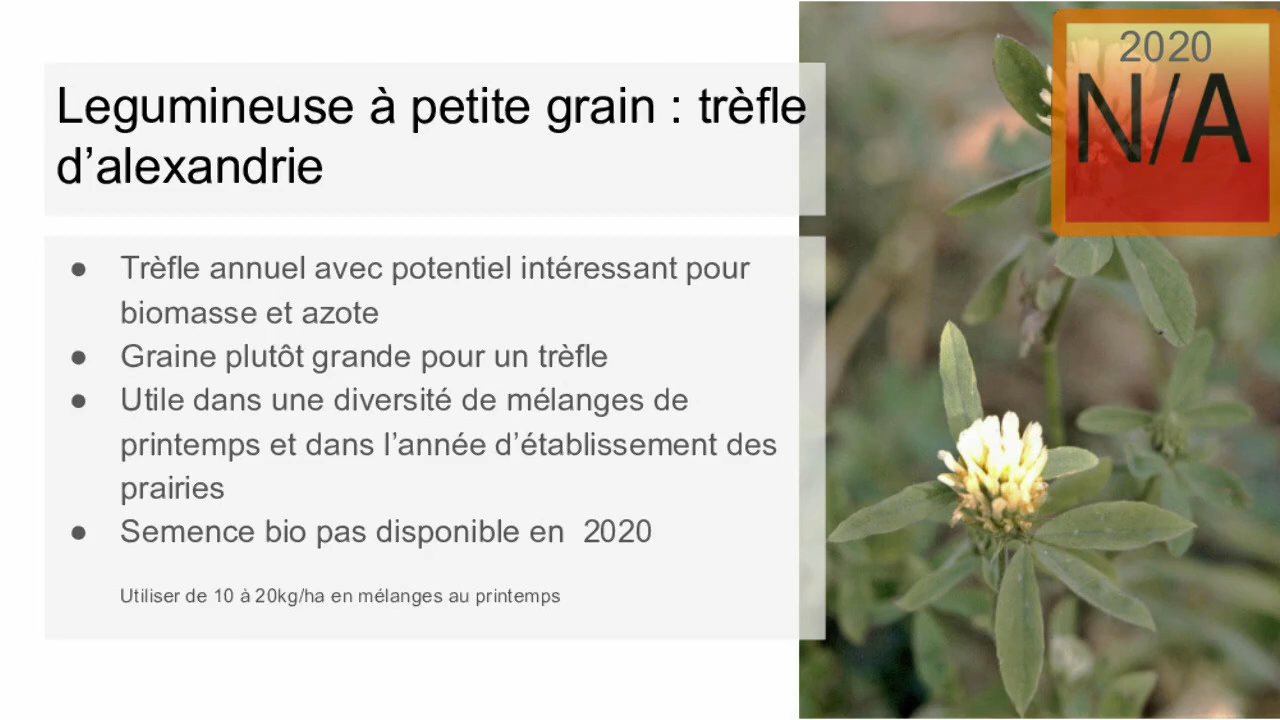 Legumineuse à petite grain : trèfle
d’alexandrie
2020
N/A
● Trèfle annuel avec potentiel intéressant pour
biomasse et azote
● Graine plutôt grande pour un trèfle
● Utile dans une diversité de mélanges de
printemps et dans l’année d’établissement des
prairies
● Semence bio pas disponible en  2020
Utiliser de 10 à 20kg/ha en mélanges au printemps